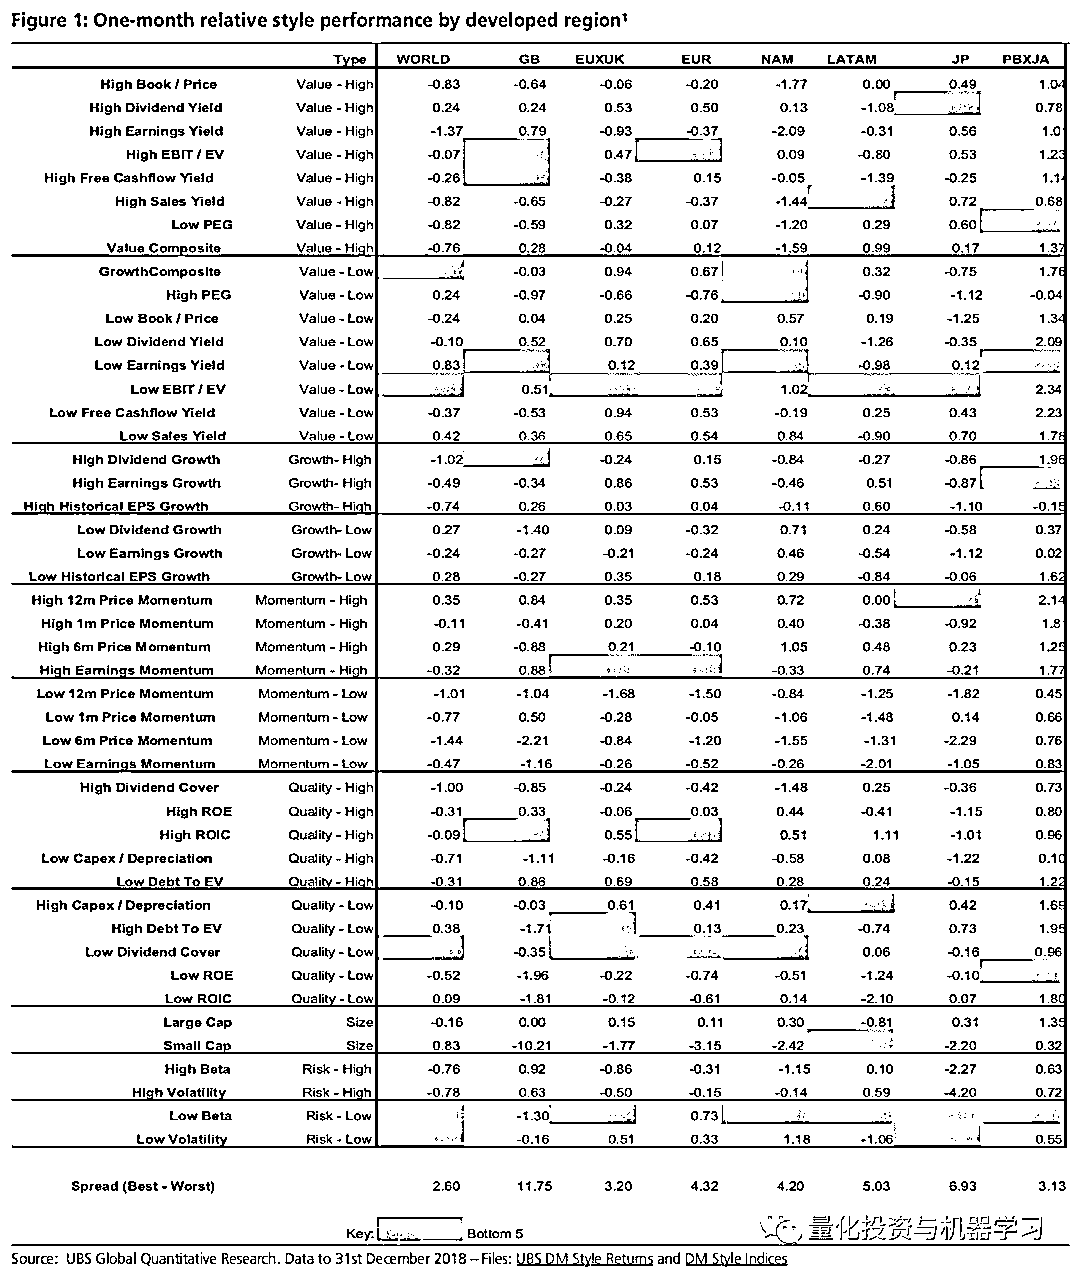 Figure 1: One-month relative style performance by developed region¹
Type WORLD GB EUXUK EUR NAM LATAM JP PBXJA
High Book / Price Value - High -0.83 -0.64 -0.06 -0.20 -1.77 0.00 0.49 1.04
High Dividend Yield Value - High 0.24 0.24 0.53 0.50 0.13 -1.08 0.78
High Earnings Yield Value - High -1.37 0.79 -0.93 -0.37 -2.09 -0.31 0.56 1.0
High EBIT / EV Value - High -0.07 0.47 0.09 -0.80 0.53 1.23
High Free Cashflow Yield Value - High -0.26 -0.38 0.15 -0.05 -1.39 -0.25 1.14
High Sales Yield Value - High -0.82 -0.65 -0.27 -0.37 -1.44 0.72 0.68
Low PEG Value - High -0.82 -0.59 0.32 0.07 -1.20 0.29 0.60
Value Composite Value - High -0.76 0.28 -0.04 0.12 -1.59 0.99 0.17 1.37
GrowthComposite Value - Low -0.03 0.94 0.67 0.32 -0.75 1.76
High PEG Value - Low 0.24 -0.97 -0.66 -0.76 -0.90 -1.12 -0.04
Low Book / Price Value - Low -0.24 0.04 0.25 0.20 0.57 0.19 -1.25 1.34
Low Dividend Yield Value - Low -0.10 0.52 0.70 0.65 0.10 -1.26 -0.35 2.09
Low Earnings Yield Value - Low 0.83 0.12 0.39 -0.98 0.12
Low EBIT / EV Value - Low 0.51 1.02 2.34
Low Free Cashflow Yield Value - Low -0.37 -0.53 0.94 0.53 -0.19 0.25 0.43 2.23
Low Sales Yield Value - Low 0.42 0.36 0.65 0.54 0.84 -0.90 0.70 1.78
High Dividend Growth Growth- High -1.02 -0.24 0.15 -0.84 -0.27 -0.86 1.96
High Earnings Growth Growth- High -0.49 -0.34 0.86 0.53 -0.46 0.51 -0.87
High Historical EPS Growth Growth- High -0.74 0.26 0.03 0.04 -0.11 0.60 -1.10 -0.15
Low Dividend Growth Growth- Low 0.27 -1.40 0.09 -0.32 0.71 0.24 -0.58 0.37
Low Earnings Growth Growth- Low -0.24 -0.27 -0.21 -0.24 0.46 -0.54 -1.12 0.02
Low Historical EPS Growth Growth- Low 0.28 -0.27 0.35 0.18 0.29 -0.84 -0.06 1.62
High 12m Price Momentum Momentum - High 0.35 0.84 0.35 0.53 0.72 0.00 2.14
High 1m Price Momentum Momentum - High -0.11 -0.41 0.20 0.04 0.40 -0.38 -0.92 1.8
High 6m Price Momentum Momentum - High 0.29 -0.88 0.21 -0.10 1.05 0.48 0.23 1.25
High Earnings Momentum Momentum - High -0.32 0.88 -0.33 0.74 -0.21 1.77
Low 12m Price Momentum Momentum - Low -1.01 -1.04 -1.68 -1.50 -0.84 -1.25 -1.82 0.45
Low 1m Price Momentum Momentum - Low -0.77 0.50 -0.28 -0.05 -1.06 -1.48 0.14 0.66
Low 6m Price Momentum Momentum - Low -1.44 -2.21 -0.84 -1.20 -1.55 -1.31 -2.29 0.76
Low Earnings Momentum Momentum - Low -0.47 -1.16 -0.26 -0.52 -0.26 -2.01 -1.05 0.83
High Dividend Cover Quality - High -1.00 -0.85 -0.24 -0.42 -1.48 0.25 -0.36 0.73
High ROE Quality - High -0.31 0.33 -0.06 0.03 0.44 -0.41 -1.15 0.80
High ROIC Quality - High -0.09 0.55 0.51 1.11 -1.01 0.96
Low Capex / Depreciation Quality - High -0.71 -1.11 -0.16 -0.42 -0.58 0.08 -1.22 0.10
Low Debt To EV Quality - High -0.31 0.86 0.69 0.58 0.28 0.24 -0.15 1.22
High Capex / Depreciation Quality - Low -0.10 -0.03 0.61 0.41 0.17 0.42 1.65
High Debt To EV Quality - Low 0.38 -1.71 0.13 0.23 -0.74 0.73 1.95
Low Dividend Cover Quality - Low -0.35 0.06 -0.16 0.96
Low ROE Quality - Low -0.52 -1.96 -0.22 -0.74 -0.51 -1.24 -0.10
Low ROIC Quality - Low 0.09 -1.81 -0.12 -0.61 0.14 -2.10 0.07 1.80
Large Cap Size -0.16 0.00 0.15 0.11 0.30 -0.81 0.31 1.35
Small Cap Size 0.83 -10.21 -1.77 -3.15 -2.42 -2.20 0.32
High Beta Risk - High -0.76 0.92 -0.86 -0.31 -1.15 0.10 -2.27 0.63
High Volatility Risk - High -0.78 0.63 -0.50 -0.15 -0.14 0.59 -4.20 0.72
Low Beta Risk - Low -1.30 0.73
Low Volatility Risk - Low -0.16 0.51 0.33 1.18 -1.06 0.55
Spread (Best - Worst) 2.60 11.75 3.20 4.32 4.20 5.03 6.93 3.13
Key: Bottom 5
量化投资与机器学习
Source: UBS Global Quantitative Research. Data to 31st December 2018 – Files: UBS DM Style Returns and DM Style Indices